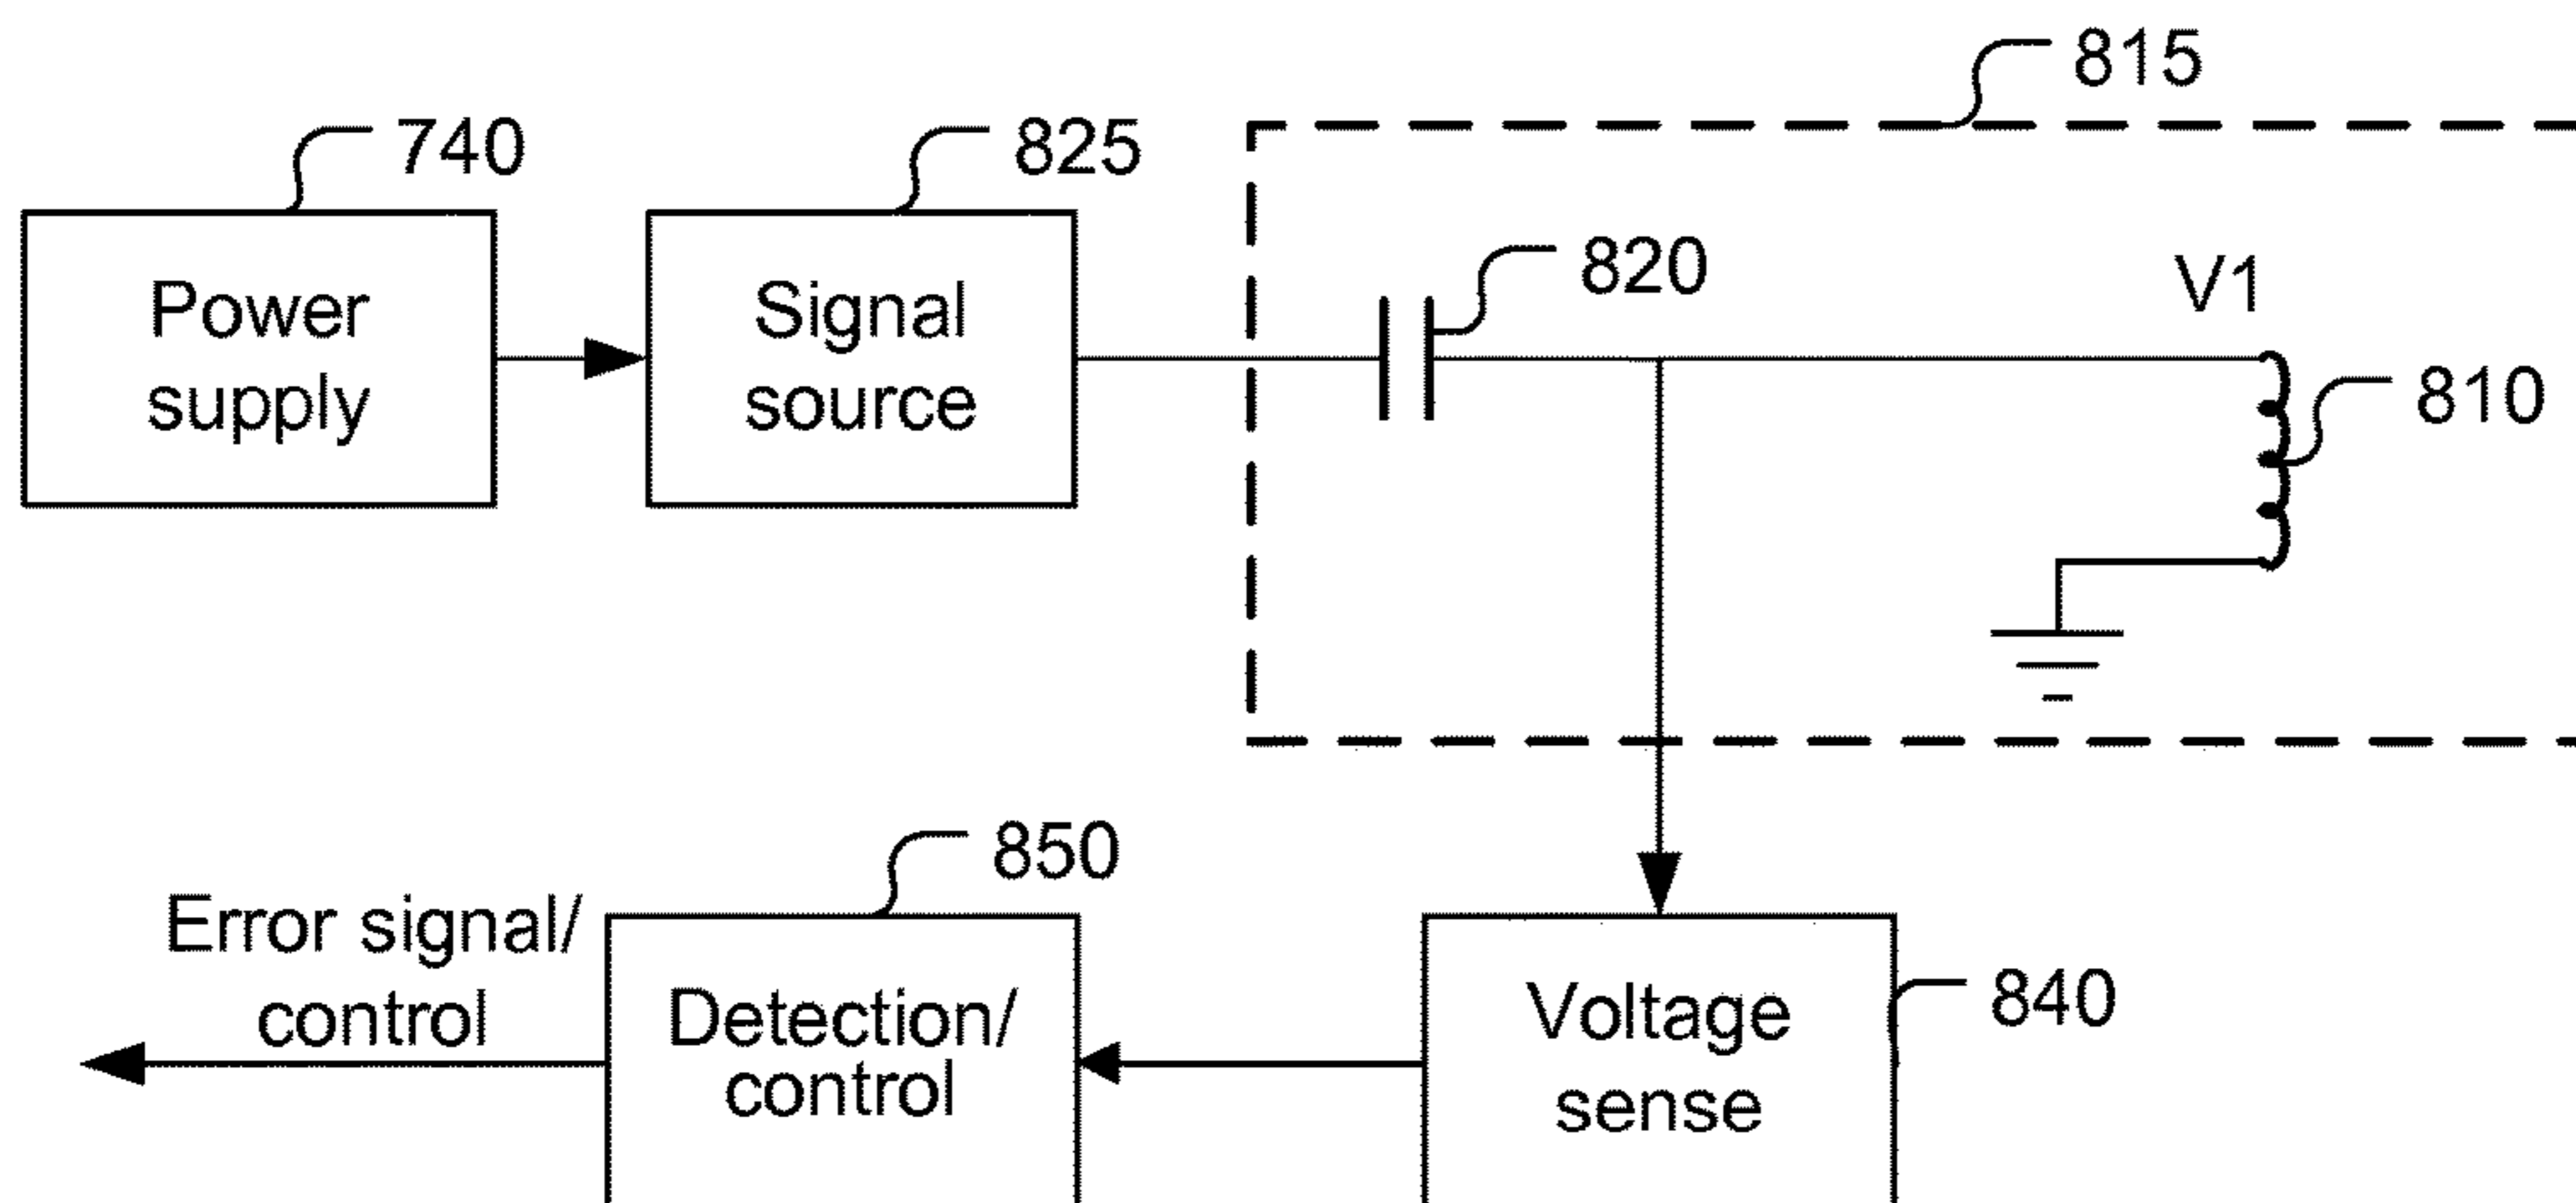 815
740
825
Power
supply
Signal
source
820
V1
810
850
Error signal/
control
Detection/
control
Voltage
sense
840